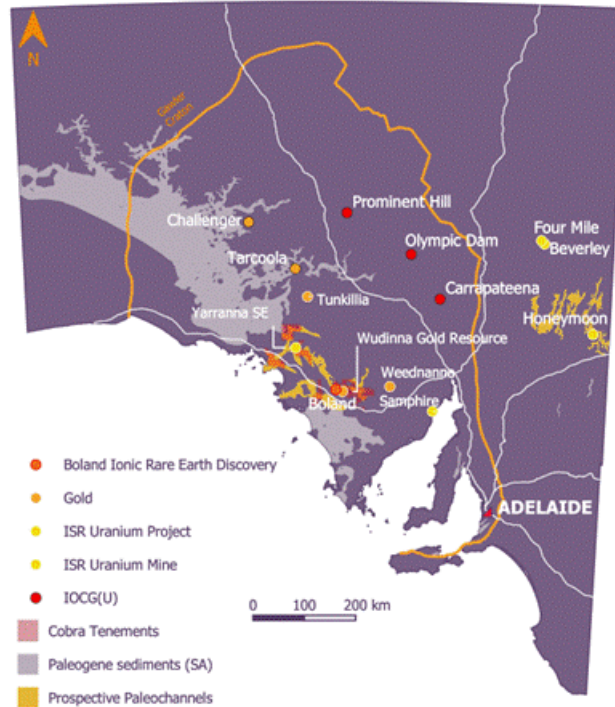 N
Gawler
Craton
Prominent Hill
Challenger
Four Mile
Beverley
Olympic Dam
Tarcoola
Carrapateena
Tunkillia
Honeymoon
Yarranna SE
Wudinna Gold Resource
Weednanna
Boland
Samphire
Boland Ionic Rare Earth Discovery
Gold
ADELAIDE
ISR Uranium Project
ISR Uranium Mine
IOCG(U)
0 100 200 km
Cobra Tenements
Paleogene sediments (SA)
Prospective Paleochannels